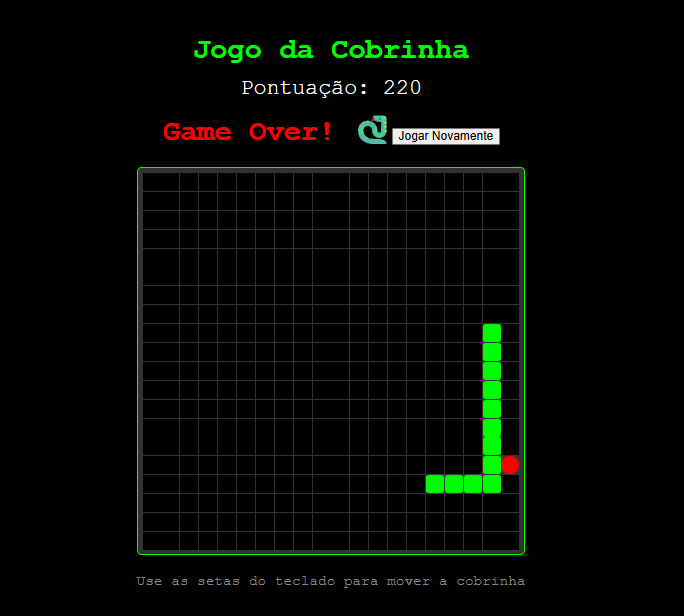 Jogo da Cobrinha
Pontuação: 220
Game Over! Jogar Novamente
Use as setas do teclado para mover a cobrinha